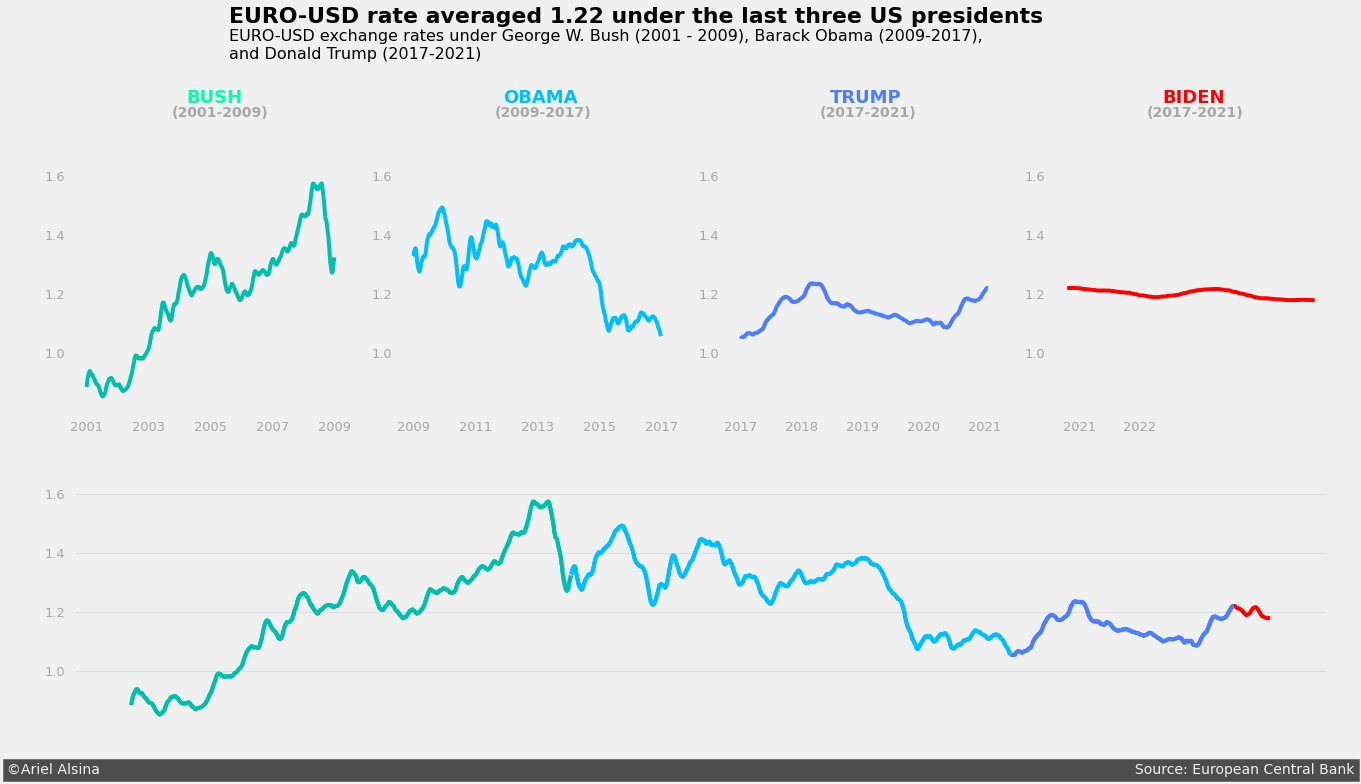 EURO-USD rate averaged 1.22 under the last three US presidents
EURO-USD exchange rates under George W. Bush (2001 - 2009), Barack Obama (2009-2017),
and Donald Trump (2017-2021)
BUSH
(2001-2009)
OBAMA
(2009-2017)
TRUMP
(2017-2021)
BIDEN
(2017-2021)
1.6
1.4
1.2
1.0
2001 2003 2005 2007 2009
1.6
1.4
1.2
1.0
2009 2011 2013 2015 2017
1.6
1.4
1.2
1.0
2017 2018 2019 2020 2021
1.6
1.4
1.2
1.0
2021 2022
1.6
1.4
1.2
1.0
©Ariel Alsina
Source: European Central Bank